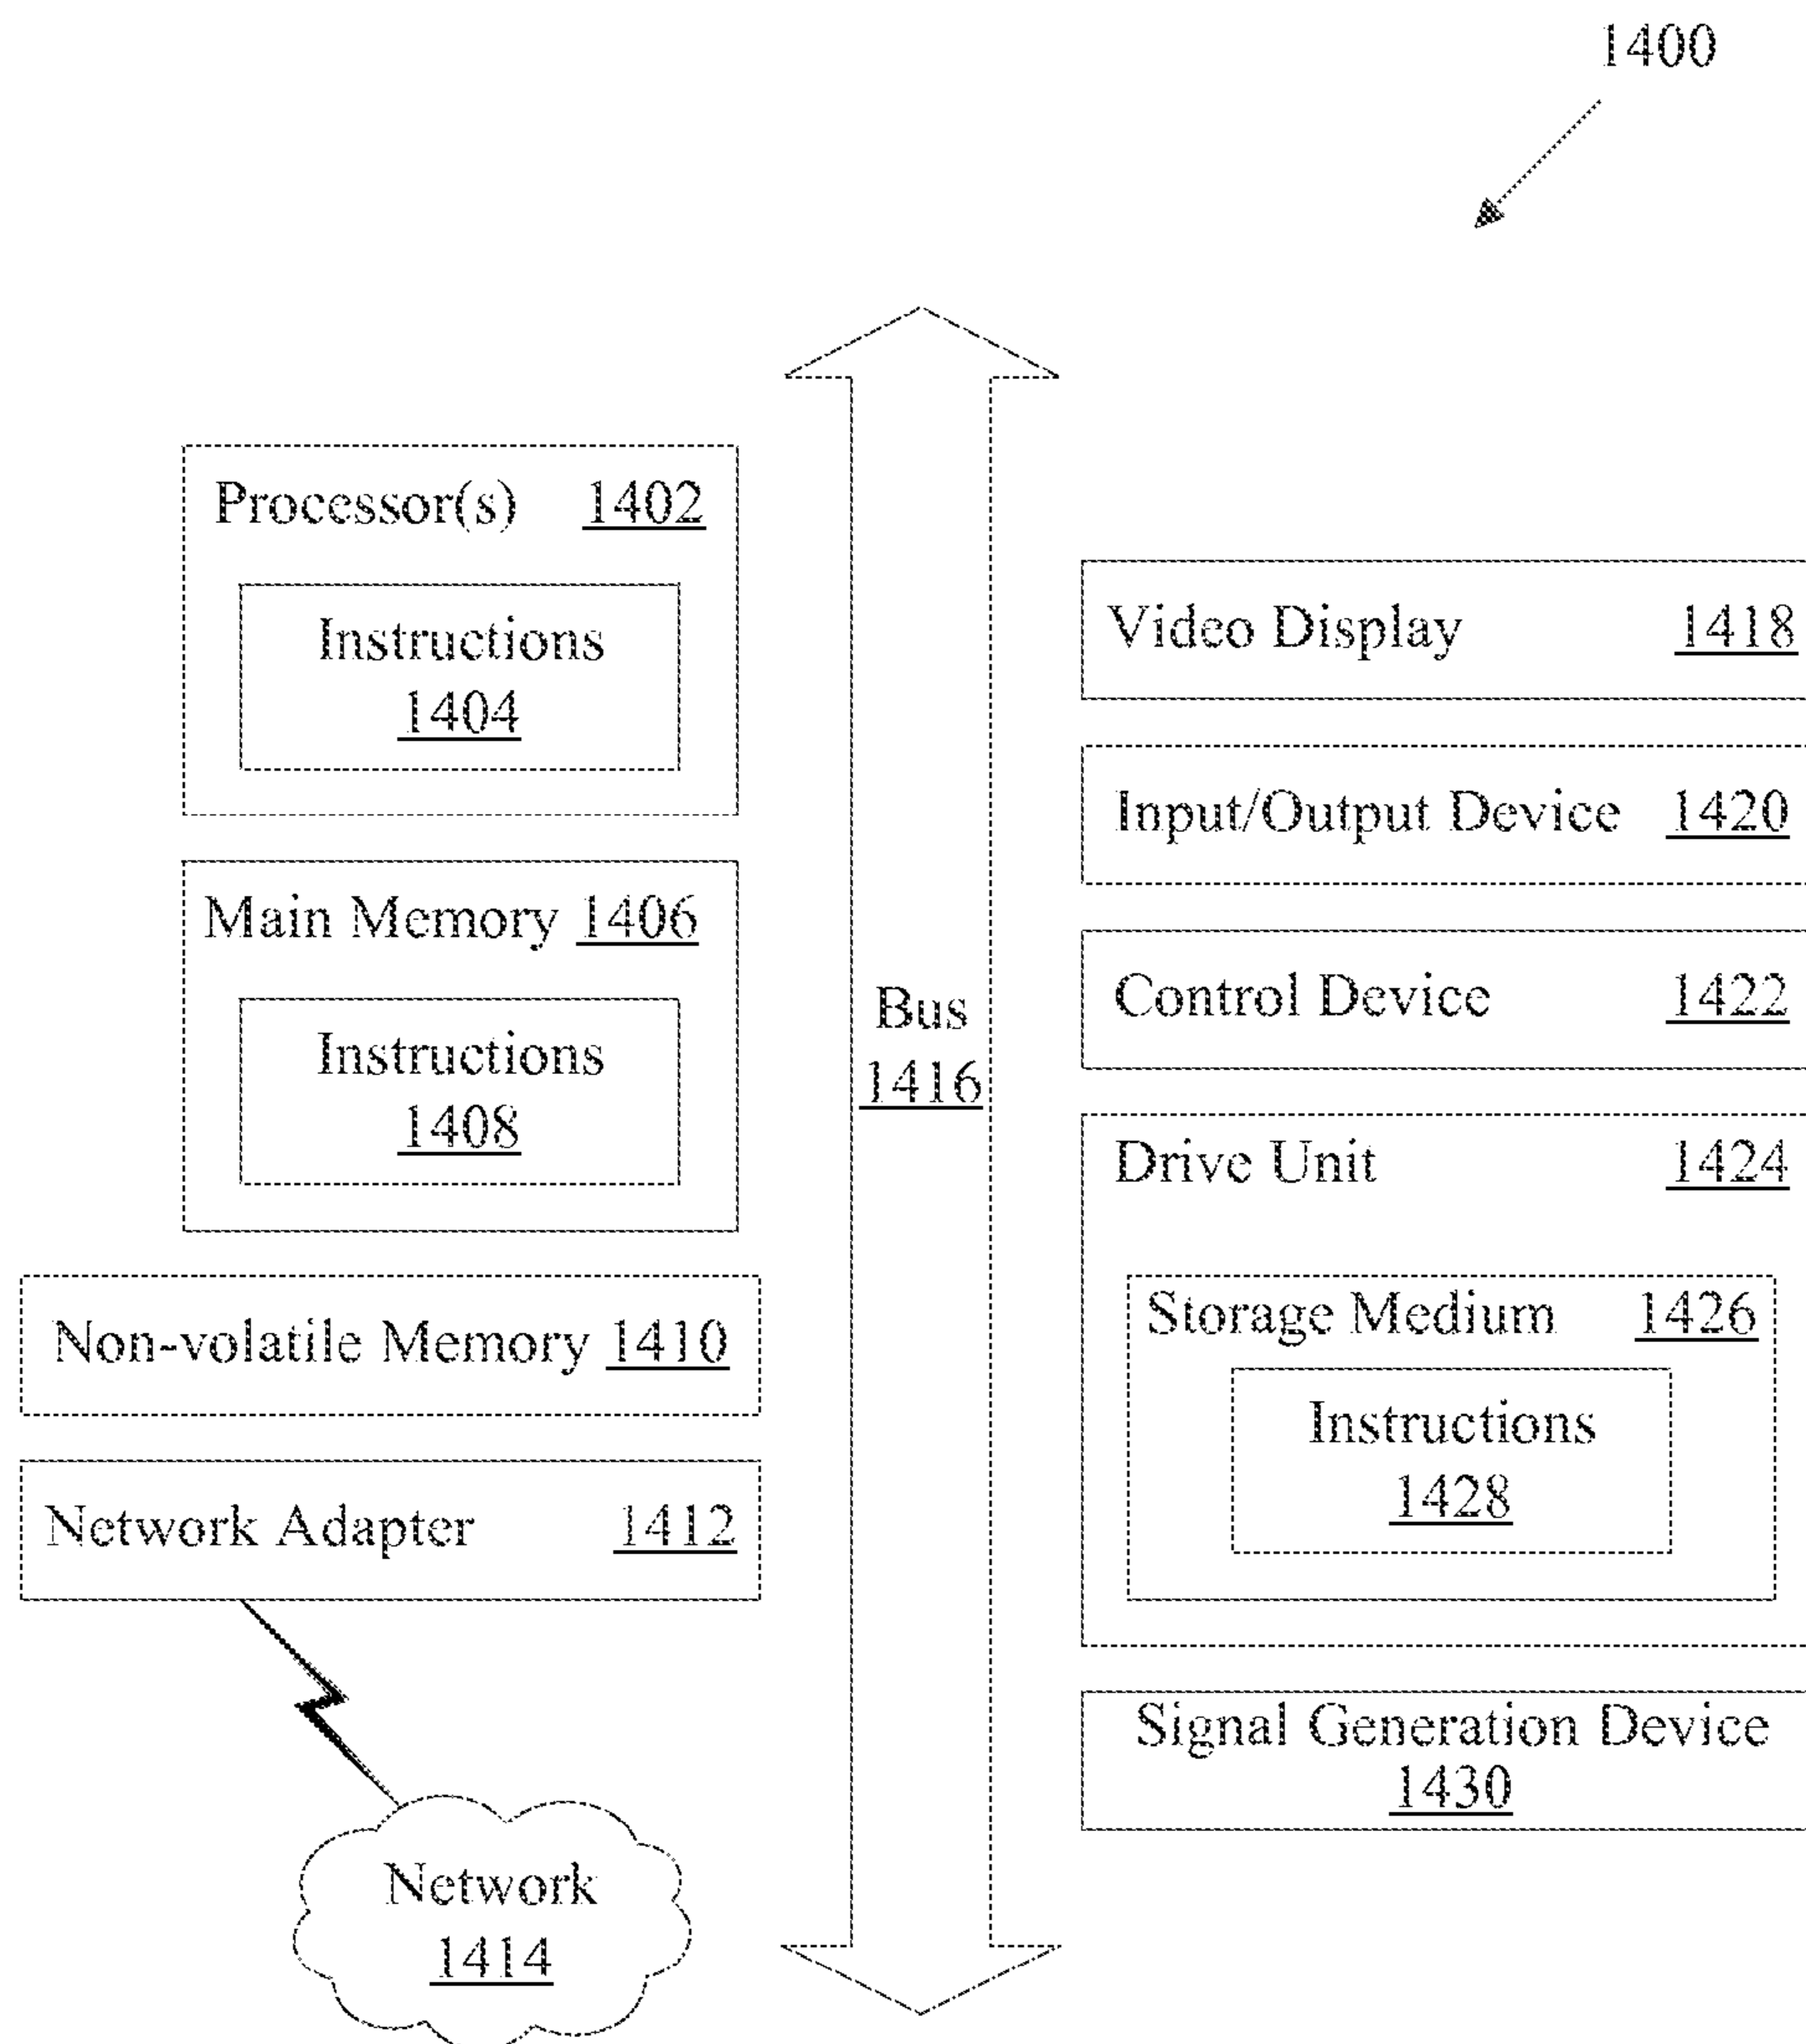 1400
Processor(s) 1402
Instructions
1404
Main Memory 1406
Instructions
1408
Non-volatile Memory 1410
Network Adapter 1412
Network
1414
Bus
1416
Video Display 1418
Input/Output Device 1420
Control Device 1422
Drive Unit 1424
Storage Medium 1426
Instructions
1428
Signal Generation Device
1430